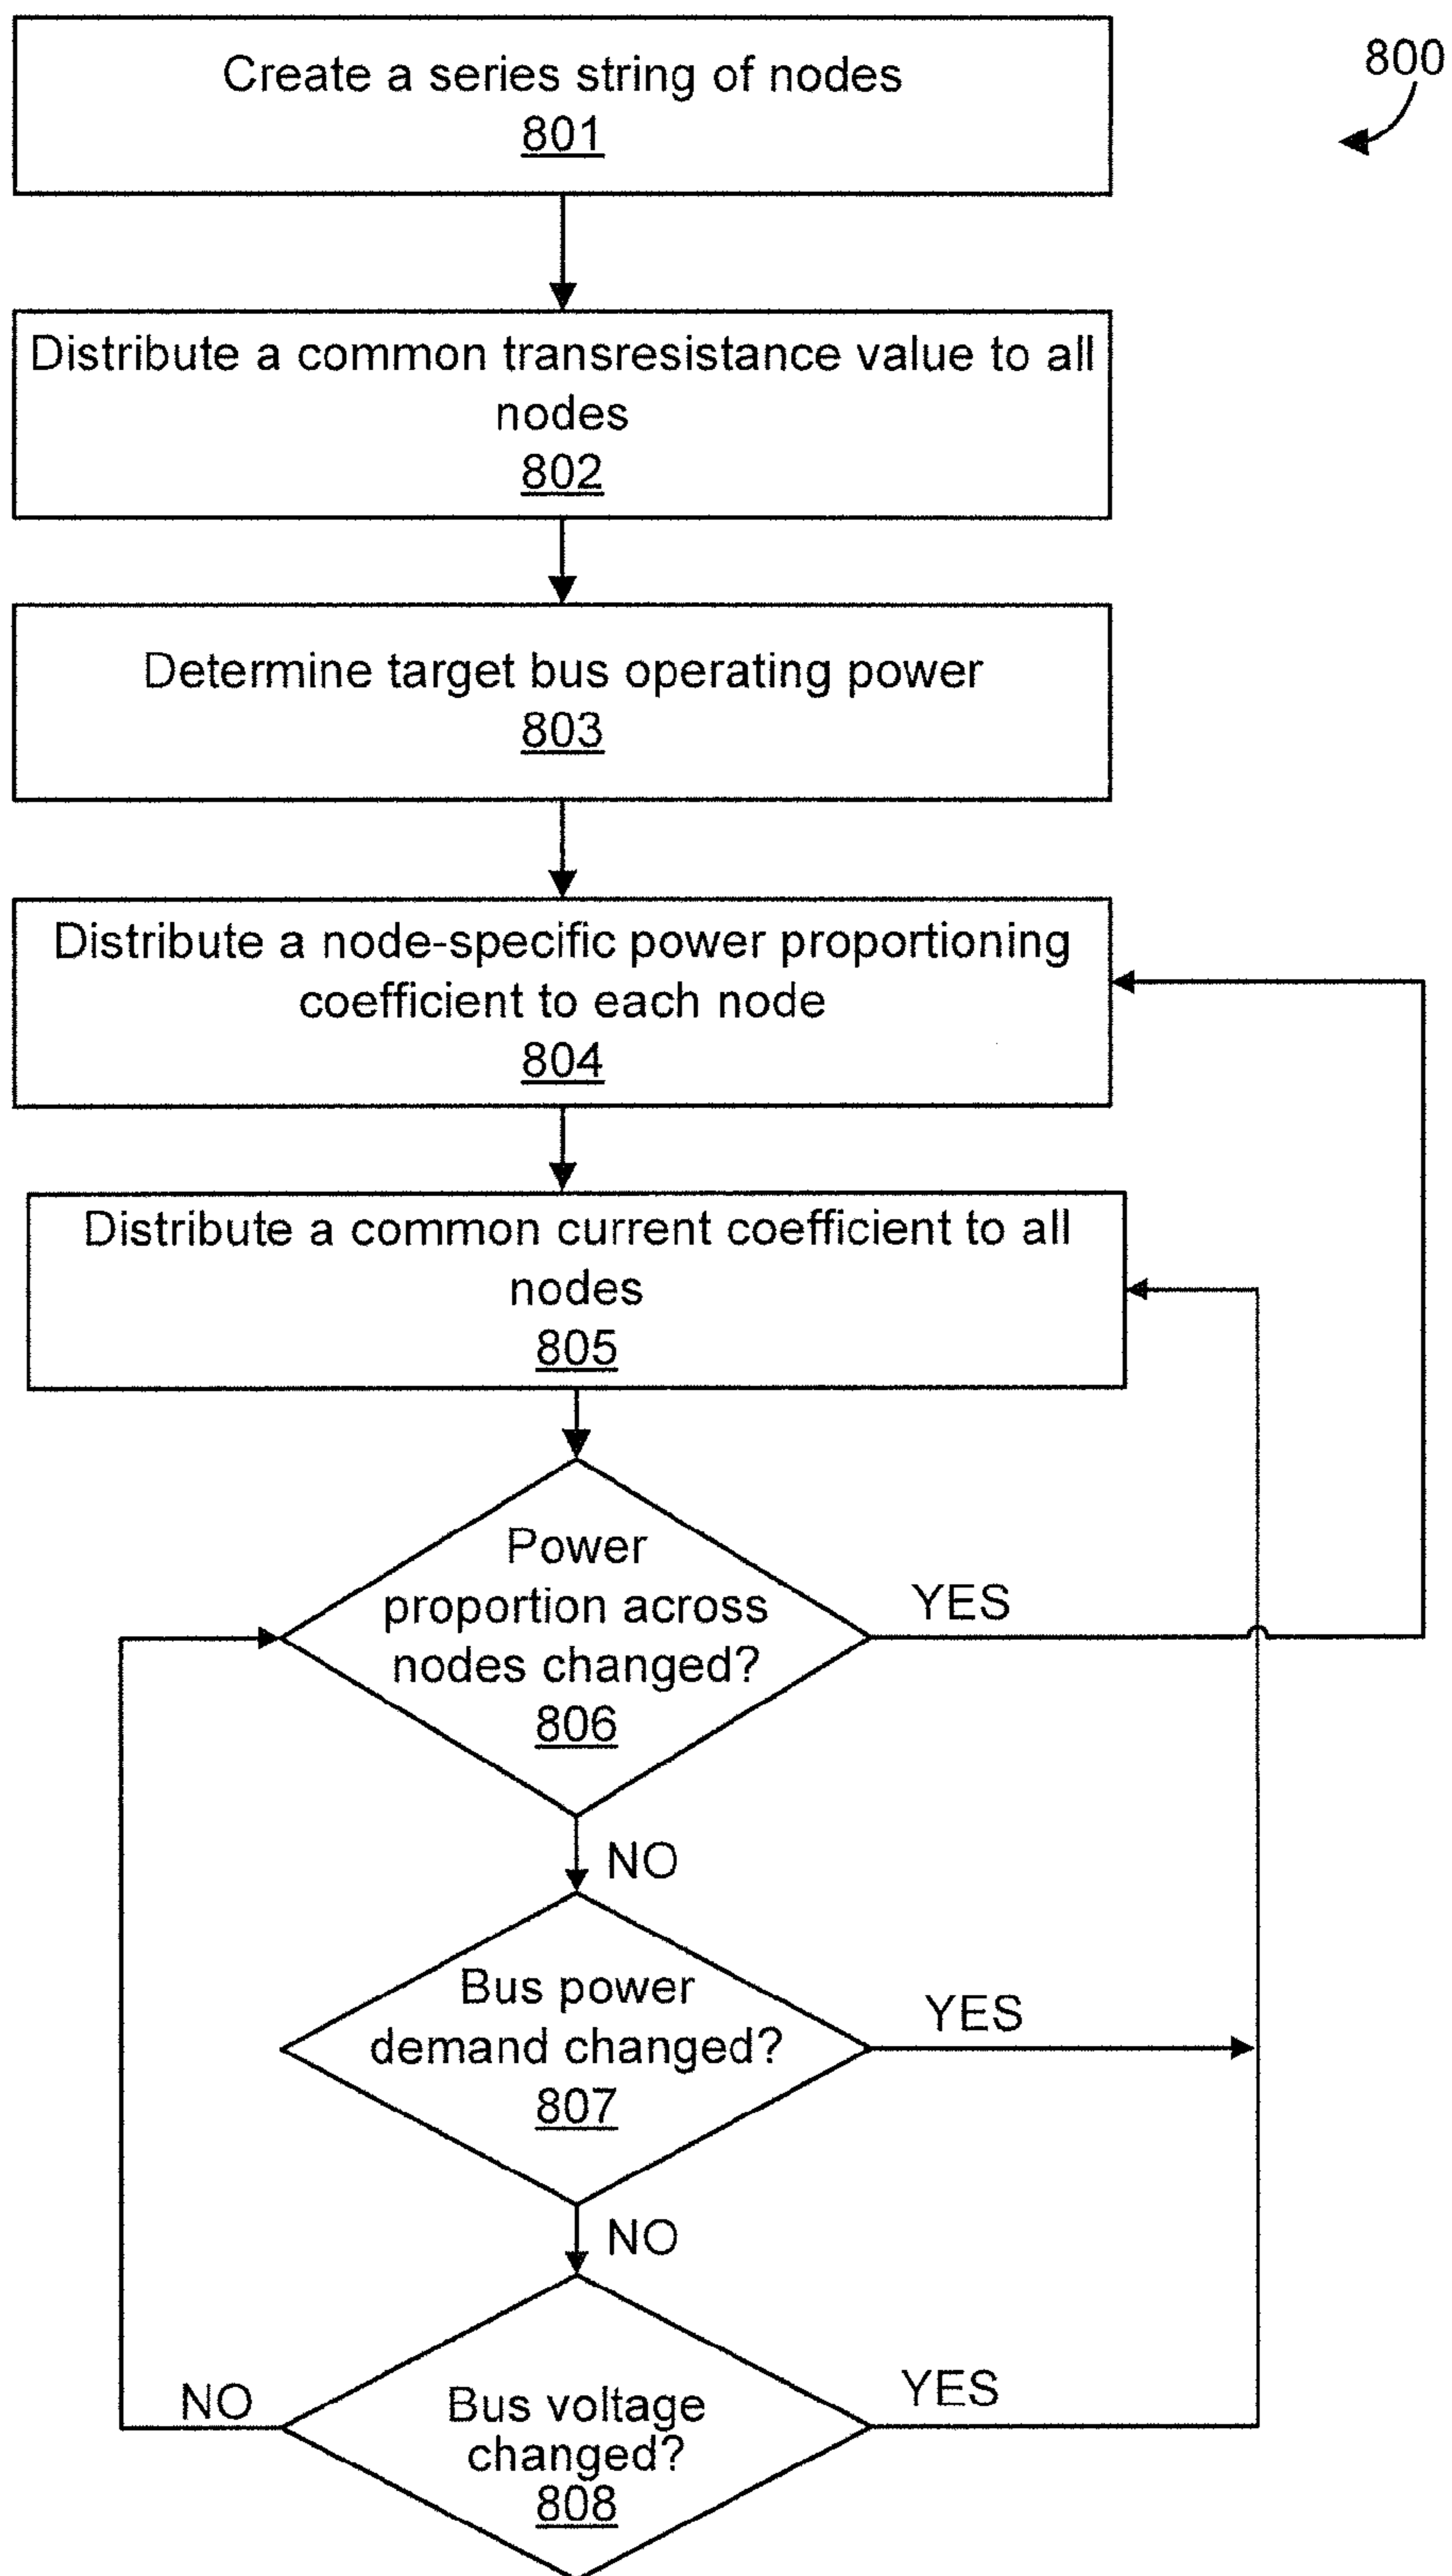 Create a series string of nodes
801
800
Distribute a common transresistance value to all
nodes
802
Determine target bus operating power
803
Distribute a node-specific power proportioning
coefficient to each node
804
Distribute a common current coefficient to all
nodes
805
Power
proportion across
nodes changed?
806
YES
NO
Bus power
demand changed?
807
YES
NO
Bus voltage
changed?
808
NO
YES